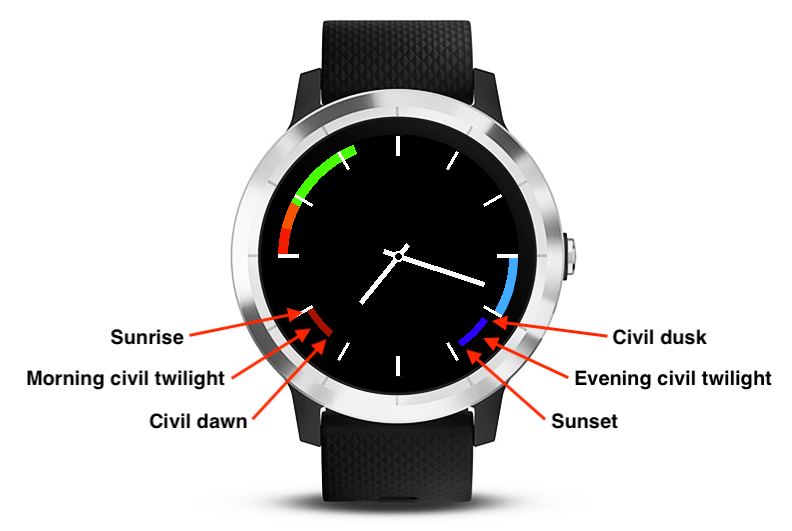 Sunrise
Civil dusk
Morning civil twilight
Evening civil twilight
Civil dawn
Sunset